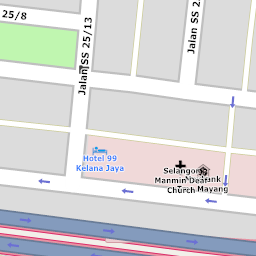 25/8
Jalan SS 25/13
Jalan SS 2
Hotel 99
Kelana Jaya
Selangor
Manmin
Church
Mayang